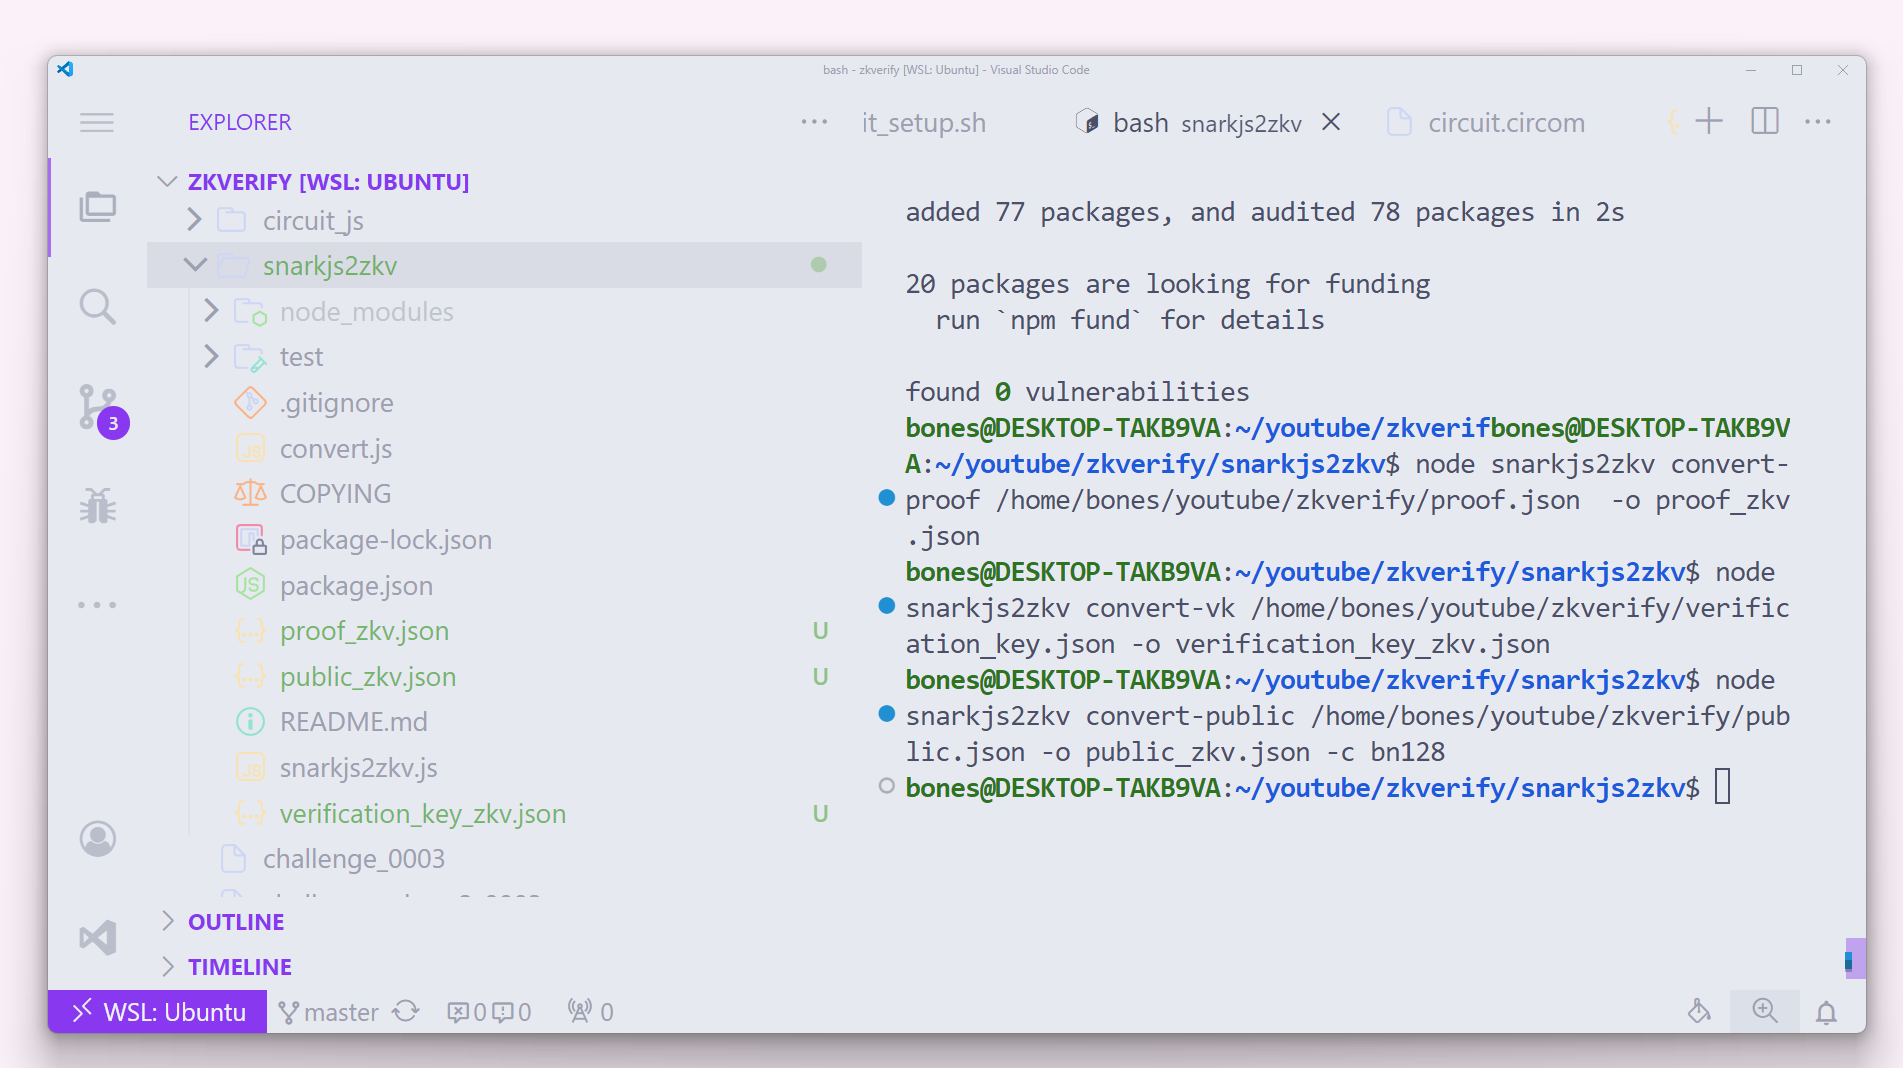 bash - zkverify [WSL: Ubuntu] - Visual Studio Code
EXPLORER
it_setup.sh
bash snarkjs2zkv
circuit.circom
ZKVERIFY [WSL: UBUNTU]
circuit_js
snarkjs2zkv
node_modules
test
.gitignore
convert.js
COPYING
package-lock.json
package.json
proof_zkv.json U
public_zkv.json U
README.md
snarkjs2zkv.js
verification_key_zkv.json U
challenge_0003
OUTLINE
TIMELINE
3
added 77 packages, and audited 78 packages in 2s
20 packages are looking for funding
run `npm fund` for details
found 0 vulnerabilities
bones@DESKTOP-TAKB9VA:~/youtube/zkverifbones@DESKTOP-TAKB9V
A:~/youtube/zkverify/snarkjs2zkv$ node snarkjs2zkv convert-
proof /home/bones/youtube/zkverify/proof.json  -o proof_zkv
.json
bones@DESKTOP-TAKB9VA:~/youtube/zkverify/snarkjs2zkv$ node
snarkjs2zkv convert-vk /home/bones/youtube/zkverify/verific
ation_key.json -o verification_key_zkv.json
bones@DESKTOP-TAKB9VA:~/youtube/zkverify/snarkjs2zkv$ node
snarkjs2zkv convert-public /home/bones/youtube/zkverify/pub
lic.json -o public_zkv.json -c bn128
bones@DESKTOP-TAKB9VA:~/youtube/zkverify/snarkjs2zkv$
WSL: Ubuntu master 0 0 0